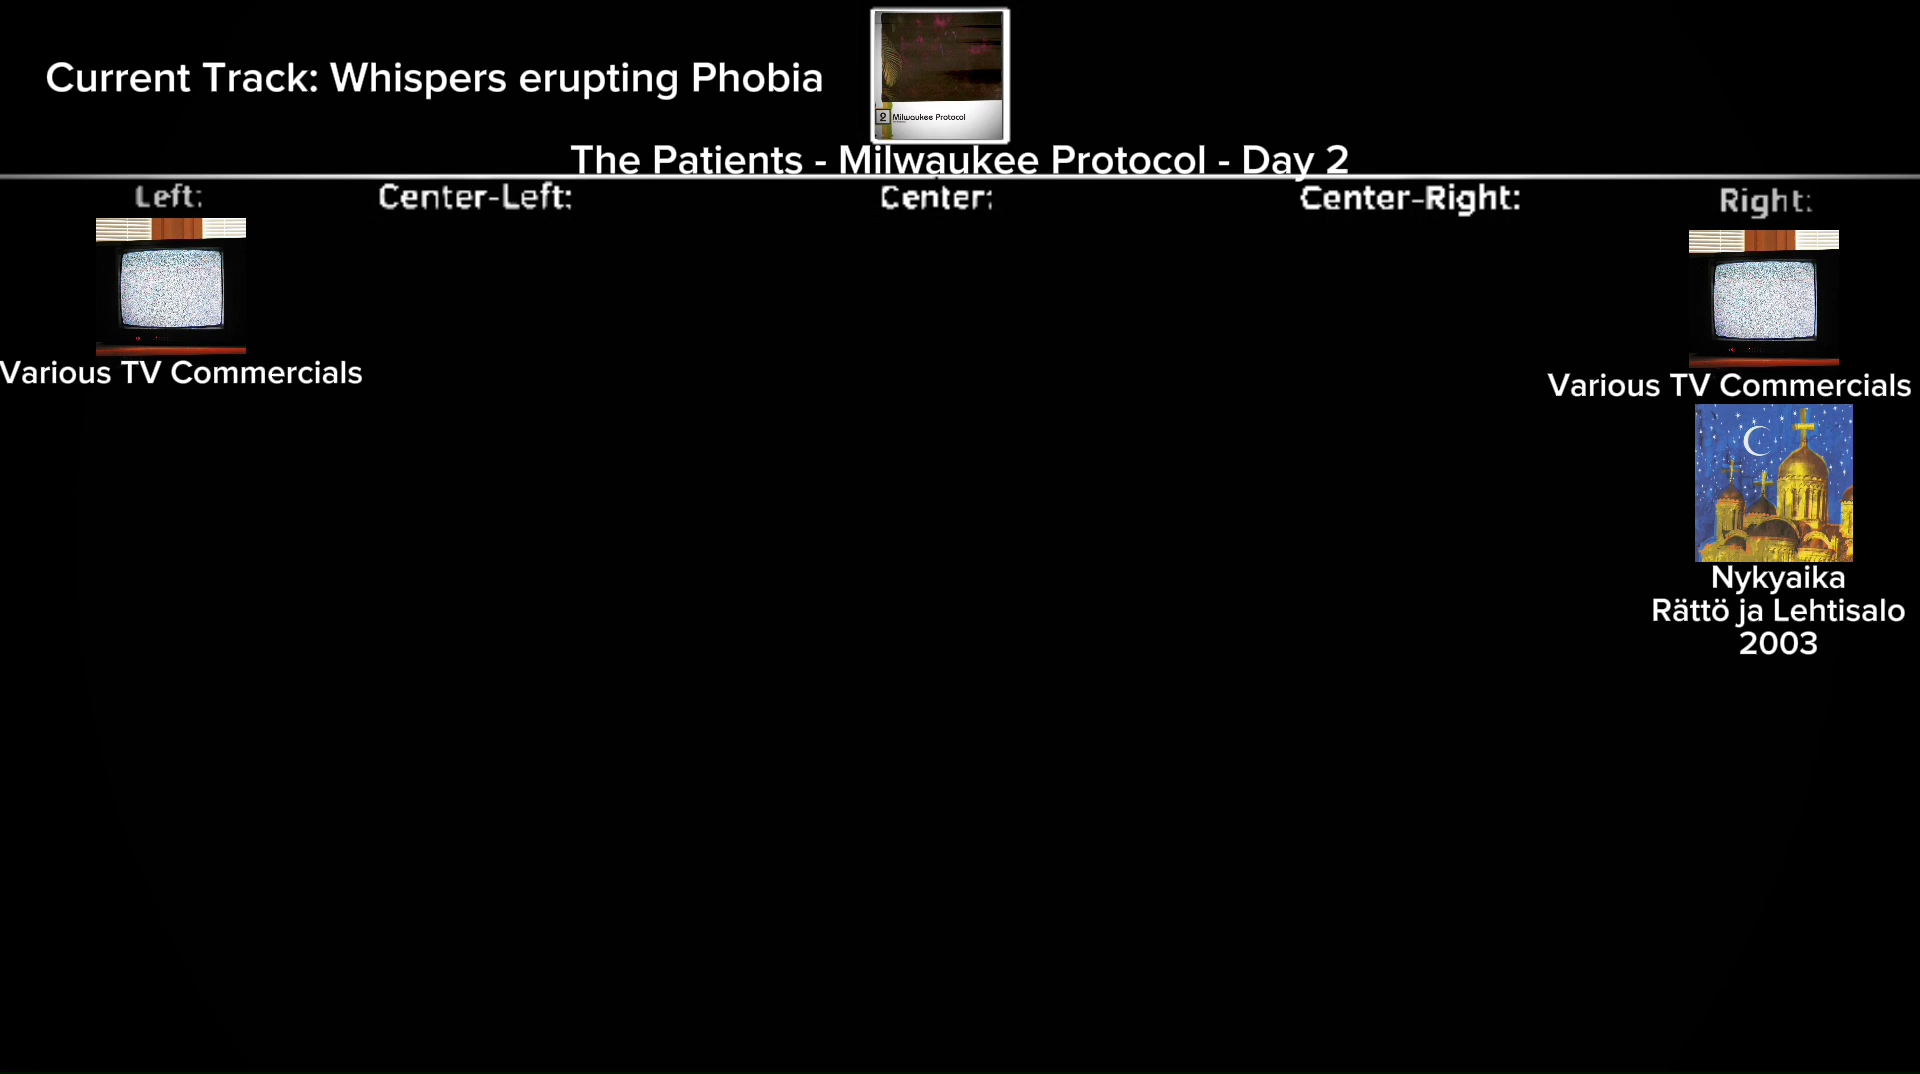 Current Track: Whispers erupting Phobia
2 Milwaukee Protocol
The Patients - Milwaukee Protocol - Day 2
Left:
Center-Left:
Center:
Center-Right:
Right:
Various TV Commercials
Various TV Commercials
Nykyaika
Rättö ja Lehtisalo
2003